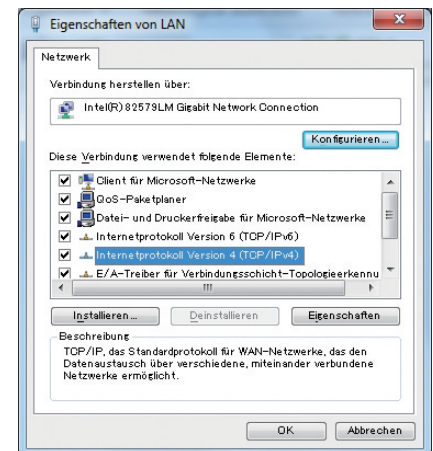 Eigenschaften von LAN
Netzwerk
Verbindung herstellen über:
Intel(R) 82579LM Gigabit Network Connection
Konfigurieren...
Diese Verbindung verwendet folgende Elemente:
Client für Microsoft-Netzwerke
QoS-Paketplaner
Datei- und Druckerfreigabe für Microsoft-Netzwerke
Internetprotokoll Version 6 (TCP/IPv6)
Internetprotokoll Version 4 (TCP/IPv4)
E/A-Treiber für Verbindungsschicht-Topologieerkennu
Installieren...
Deinstallieren
Eigenschaften
Beschreibung
TCP/IP, das Standardprotokoll für WAN-Netzwerke, das den
Datenaustausch über verschiedene, miteinander verbundene
Netzwerke ermöglicht.
OK
Abbrechen